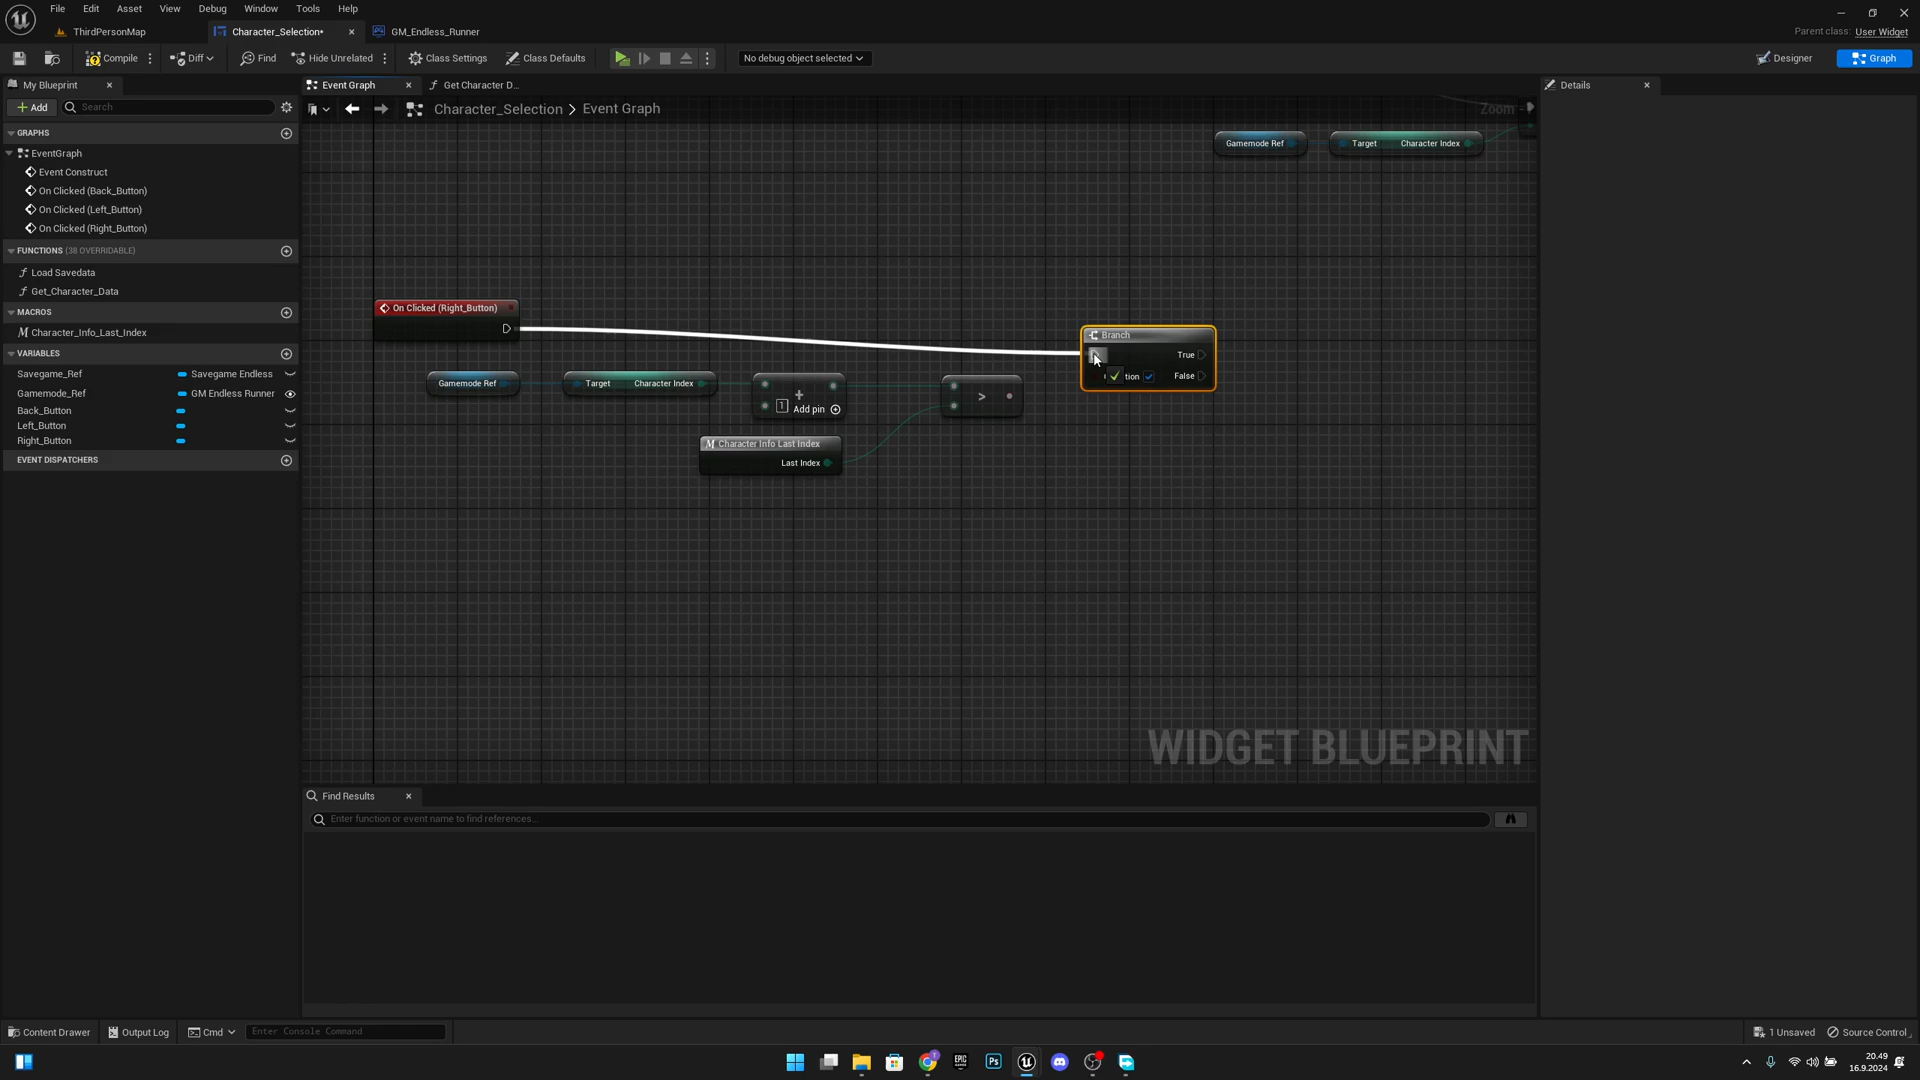 File Edit Asset View Debug Window Tools Help
ThirdPersonMap
Character_Selection*
GM_Endless_Runner
Parent class: User Widget
Compile
Diff
Find
Hide Unrelated
Class Settings
Class Defaults
No debug object selected
Designer
Graph
My Blueprint
Event Graph
Get Character D...
Details
Add
Search
Character_Selection > Event Graph
Zoom -
GRAPHS
EventGraph
Event Construct
On Clicked (Back_Button)
On Clicked (Left_Button)
On Clicked (Right_Button)
FUNCTIONS (38 OVERRIDABLE)
Load Savedata
Get_Character_Data
MACROS
Character_Info_Last_Index
VARIABLES
Savegame_Ref Savegame Endless
Gamemode_Ref GM Endless Runner
Back_Button
Left_Button
Right_Button
EVENT DISPATCHERS
Gamemode Ref
Target Character Index
On Clicked (Right_Button)
Branch
True
False
Gamemode Ref
Target Character Index
+
1 Add pin
>
M Character Info Last Index
Last Index
WIDGET BLUEPRINT
Find Results
Enter function or event name to find references...
Content Drawer
Output Log
Cmd
Enter Console Command
1 Unsaved
Source Control
EPIC GAMES
Ps
20.49
16.9.2024